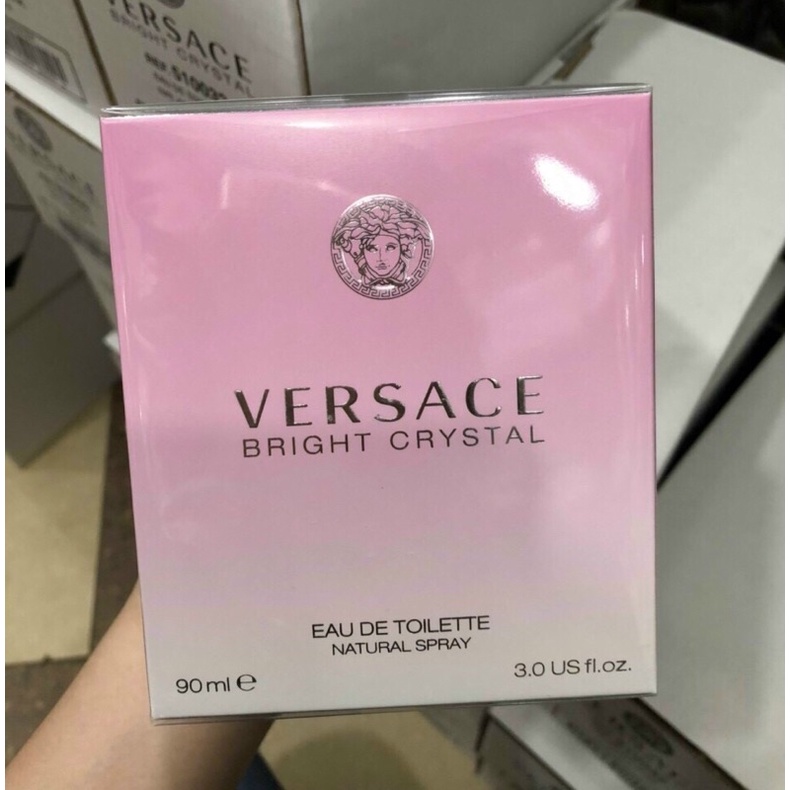 VERSACE
BRIGHT CRYSTAL
VERSACE
BRIGHT CRYSTAL
EAU DE TOILETTE
NATURAL SPRAY
90 ml e
3.0 US fl.oz.